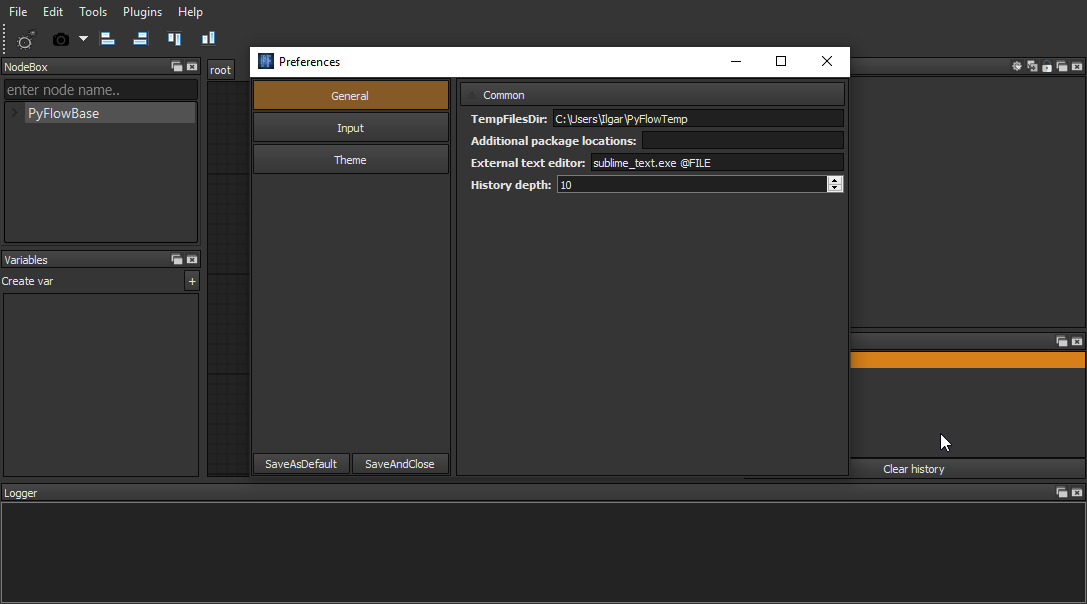 File Edit Tools Plugins Help
NodeBox
enter node name..
PyFlowBase
Variables
Create var +
root
Preferences
General
Input
Theme
SaveAsDefault SaveAndClose
Common
TempFilesDir: C:\Users\Ilgar\PyFlowTemp
Additional package locations:
External text editor: sublime_text.exe @FILE
History depth: 10
Clear history
Logger